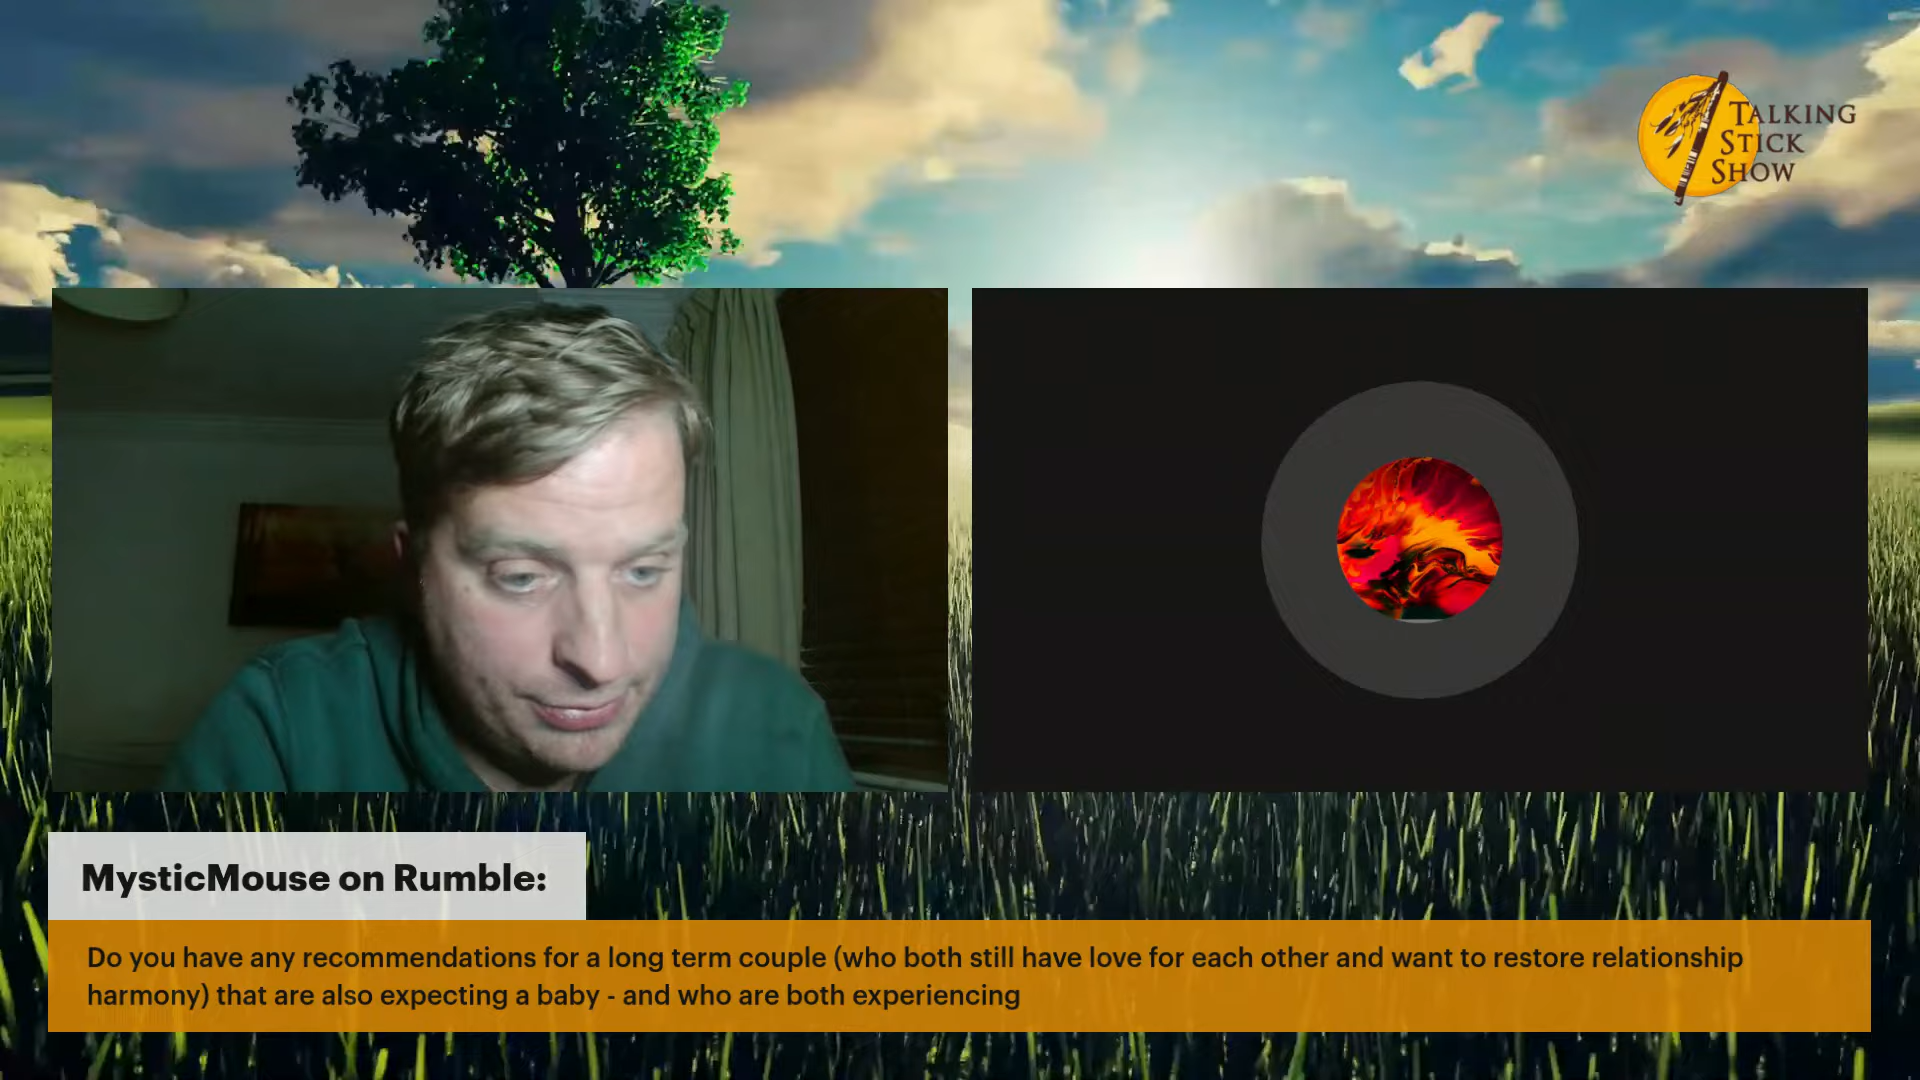 TALKING
STICK
SHOW
MysticMouse on Rumble:
Do you have any recommendations for a long term couple (who both still have love for each other and want to restore relationship
harmony) that are also expecting a baby - and who are both experiencing